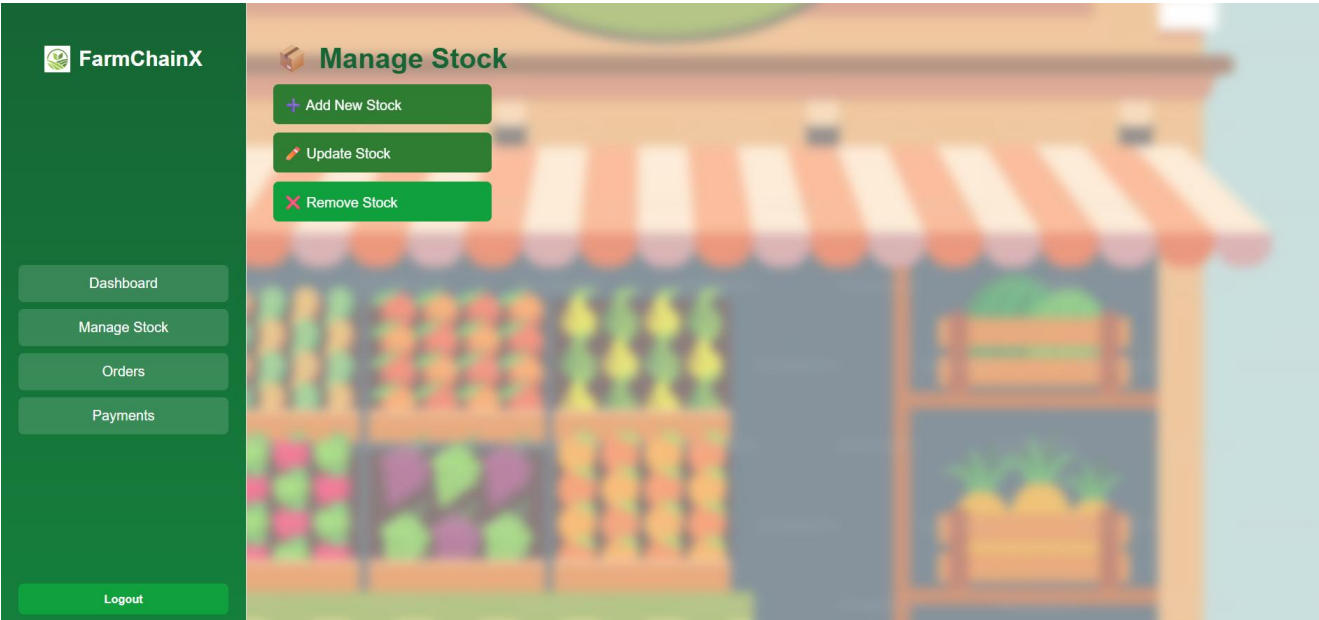 FarmChainX
Dashboard
Manage Stock
Orders
Payments
Logout
📦 Manage Stock
➕ Add New Stock
✏️ Update Stock
❌ Remove Stock